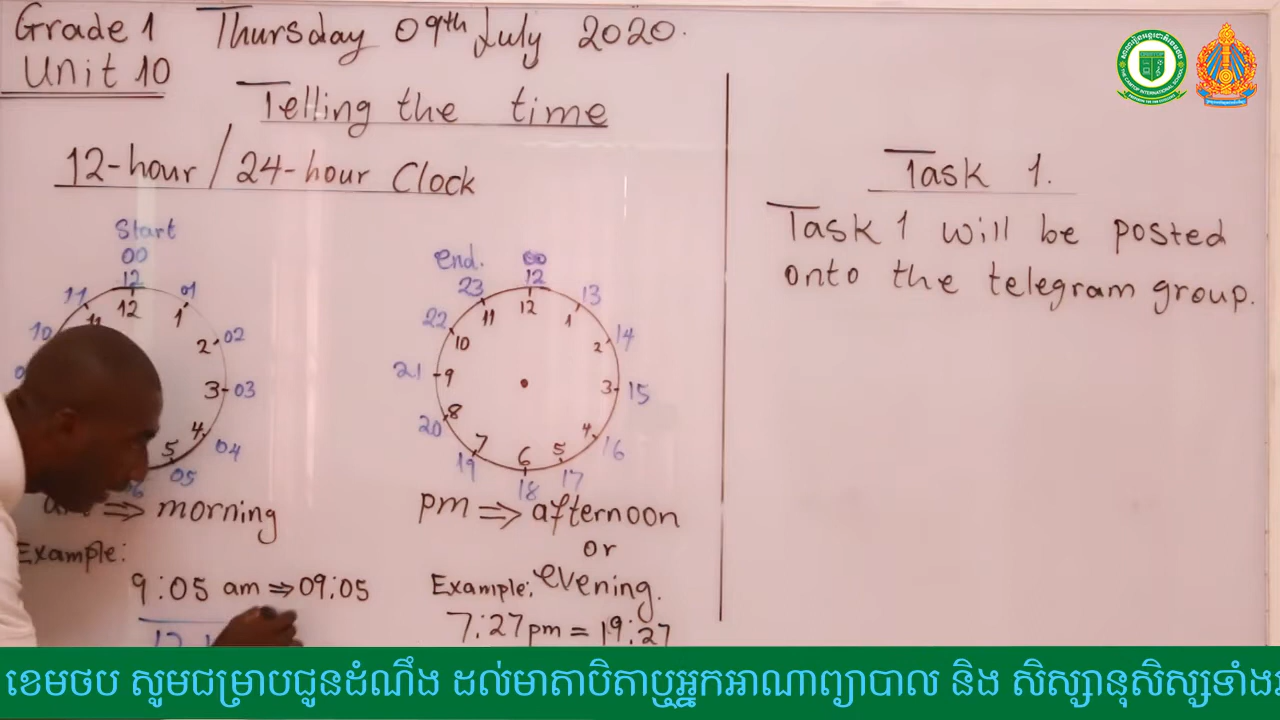 Grade 1 Thursday 09th July 2020.
Unit 10
Telling the time
12-hour / 24-hour Clock
Start
00
12
11 01
10 02
03
04
05
12
11 1
2
3
4
5
end. 00
23 12 13
22 14
21 15
20 16
19 17
18
12
11 1
10 2
9 3
8 4
7 5
6
⇒ morning
Example:
9:05 am ⇒ 09:05
pm ⇒ afternoon
or
Example: evening.
7:27 pm = 19:27
Task 1.
Task 1 will be posted
onto the telegram group.
ខេមថប សូមជម្រាបជូនដំណឹង ដល់មាតាបិតាឬអ្នកអាណាព្យាបាល និង សិស្សានុសិស្សទាំង